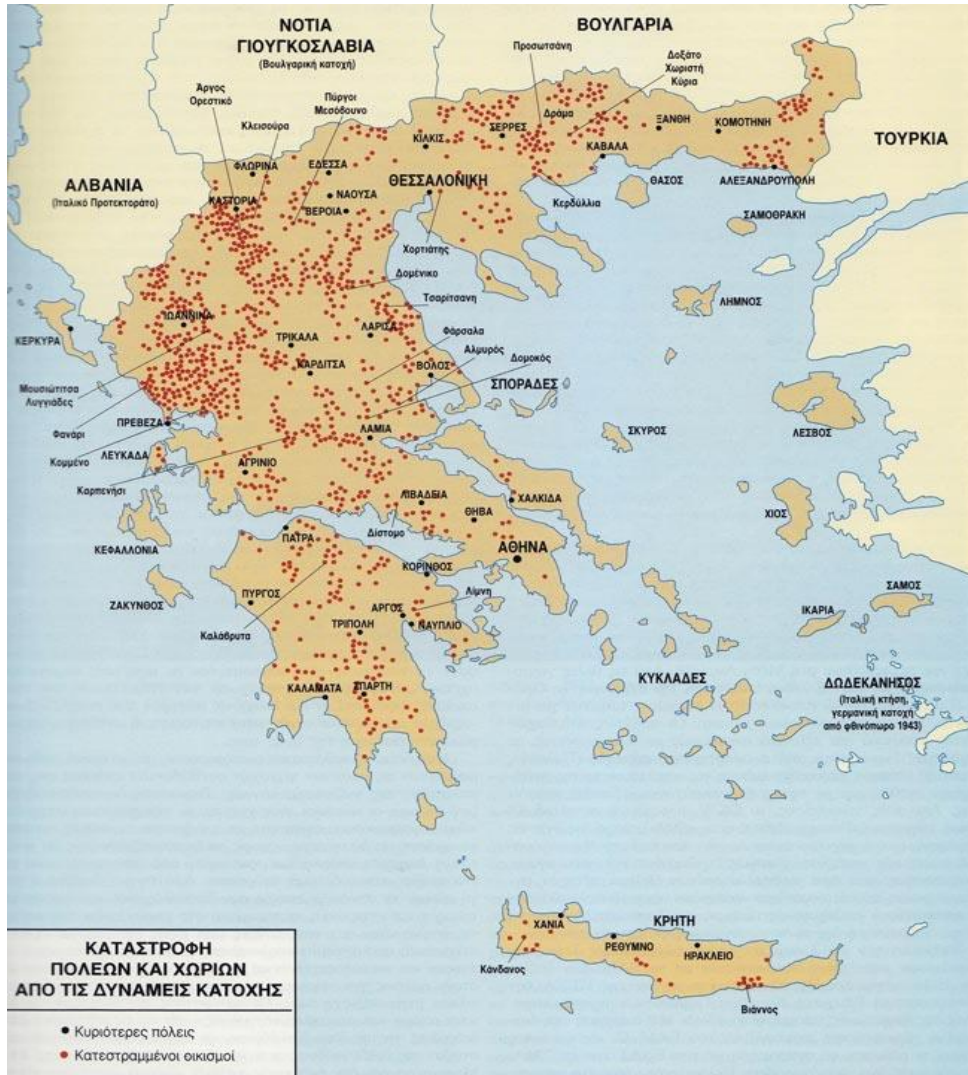 ΝΟΤΙΑ
ΓΙΟΥΓΚΟΣΛΑΒΙΑ
(Βουλγαρική κατοχή)
ΒΟΥΛΓΑΡΙΑ
Προσωτσάνη
Δοξάτο
Χωριστή
Κύρια
Άργος
Ορεστικό
Πύργοι
Μεσόβουνο
Κλεισούρα
Δράμα
ΞΑΝΘΗ
ΚΟΜΟΤΗΝΗ
ΣΕΡΡΕΣ
ΚΙΛΚΙΣ
ΚΑΒΑΛΑ
ΤΟΥΡΚΙΑ
ΦΛΩΡΙΝΑ
ΕΔΕΣΣΑ
ΘΕΣΣΑΛΟΝΙΚΗ
ΑΛΕΞΑΝΔΡΟΥΠΟΛΗ
ΘΑΣΟΣ
ΑΛΒΑΝΙΑ
(Ιταλικό Προτεκτοράτο)
ΚΑΣΤΟΡΙΑ
ΝΑΟΥΣΑ
ΒΕΡΟΙΑ
Κερδύλλια
ΣΑΜΟΘΡΑΚΗ
Χορτιάτης
Δομένικο
Τσαρίτσανη
ΛΗΜΝΟΣ
ΙΩΑΝΝΙΝΑ
ΚΕΡΚΥΡΑ
ΤΡΙΚΑΛΑ
ΛΑΡΙΣΑ
Φάρσαλα
Αλμυρός
Δομοκός
ΚΑΡΔΙΤΣΑ
ΒΟΛΟΣ
ΣΠΟΡΑΔΕΣ
Μουσιώτιτσα
Λυγγιάδες
ΠΡΕΒΕΖΑ
Φανάρι
ΛΑΜΙΑ
ΣΚΥΡΟΣ
ΛΕΣΒΟΣ
ΛΕΥΚΑΔΑ
Κομμένο
ΑΓΡΙΝΙΟ
Καρπενήσι
ΛΙΒΑΔΕΙΑ
ΧΑΛΚΙΔΑ
ΘΗΒΑ
ΧΙΟΣ
Δίστομο
ΠΑΤΡΑ
ΚΕΦΑΛΛΟΝΙΑ
ΑΘΗΝΑ
ΚΟΡΙΝΘΟΣ
ΣΑΜΟΣ
ΠΥΡΓΟΣ
Λίμνη
ΖΑΚΥΝΘΟΣ
ΑΡΓΟΣ
ΝΑΥΠΛΙΟ
ΙΚΑΡΙΑ
Καλάβρυτα
ΤΡΙΠΟΛΗ
ΚΥΚΛΑΔΕΣ
ΔΩΔΕΚΑΝΗΣΟΣ
(Ιταλική κτήση,
γερμανική κατοχή
από φθινόπωρο 1943)
ΚΑΛΑΜΑΤΑ
ΣΠΑΡΤΗ
ΚΡΗΤΗ
ΧΑΝΙΑ
ΡΕΘΥΜΝΟ
ΗΡΑΚΛΕΙΟ
Κάνδανος
Βιάννος
ΚΑΤΑΣΤΡΟΦΗ
ΠΟΛΕΩΝ ΚΑΙ ΧΩΡΙΩΝ
ΑΠΟ ΤΙΣ ΔΥΝΑΜΕΙΣ ΚΑΤΟΧΗΣ
Κυριότερες πόλεις
Κατεστραμμένοι οικισμοί